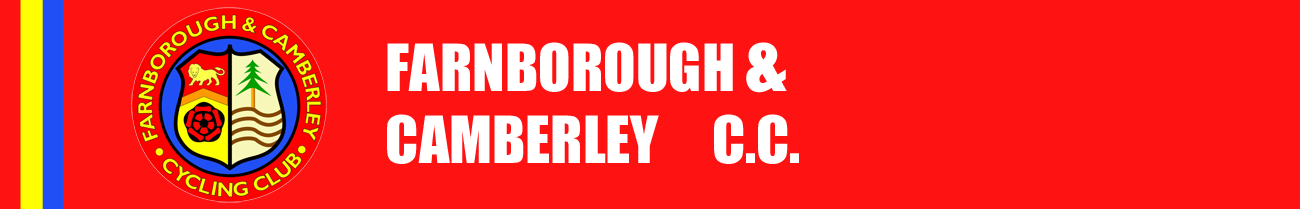 FARNBOROUGH & CAMBERLEY
• CYCLING CLUB •
FARNBOROUGH &
CAMBERLEY C.C.